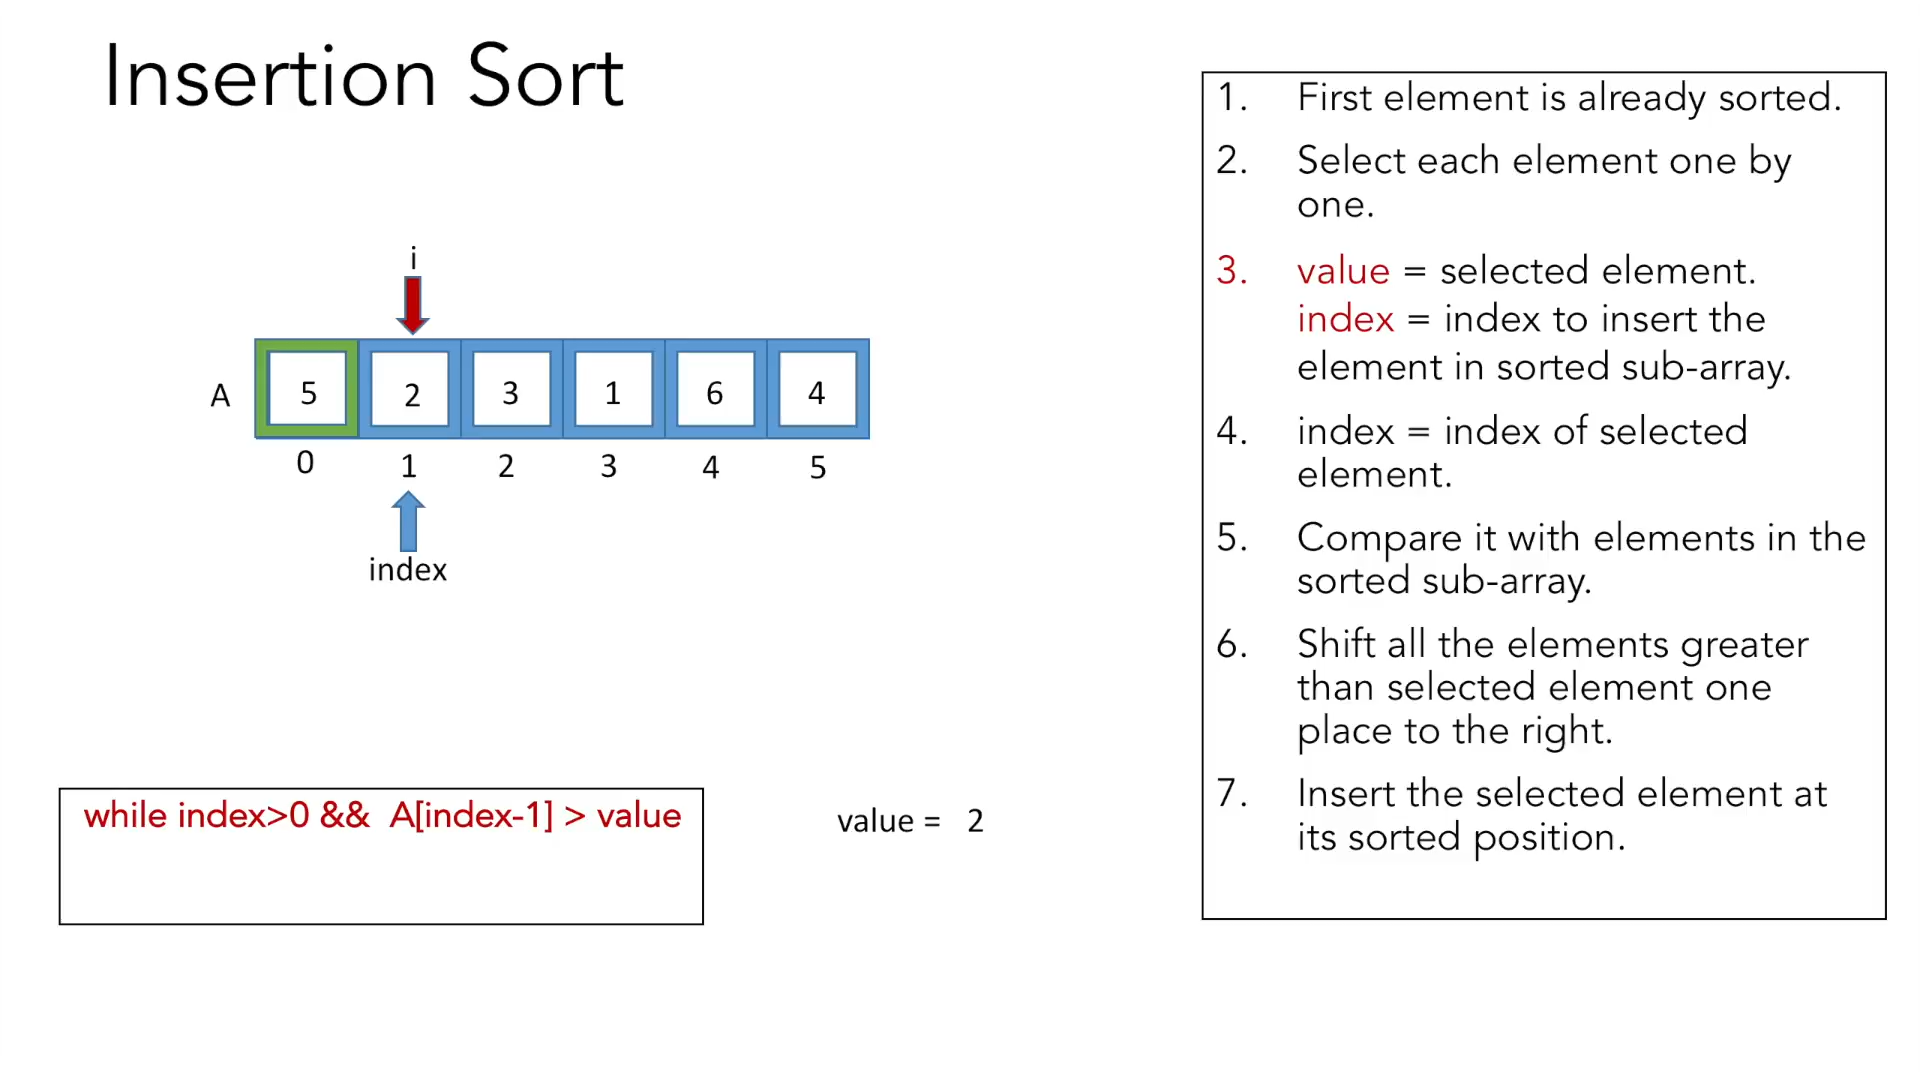 Insertion Sort
i
A 5 2 3 1 6 4
0 1 2 3 4 5
index
while index>0 && A[index-1] > value
value = 2
1. First element is already sorted.
2. Select each element one by
one.
3. value = selected element.
index = index to insert the
element in sorted sub-array.
4. index = index of selected
element.
5. Compare it with elements in the
sorted sub-array.
6. Shift all the elements greater
than selected element one
place to the right.
7. Insert the selected element at
its sorted position.